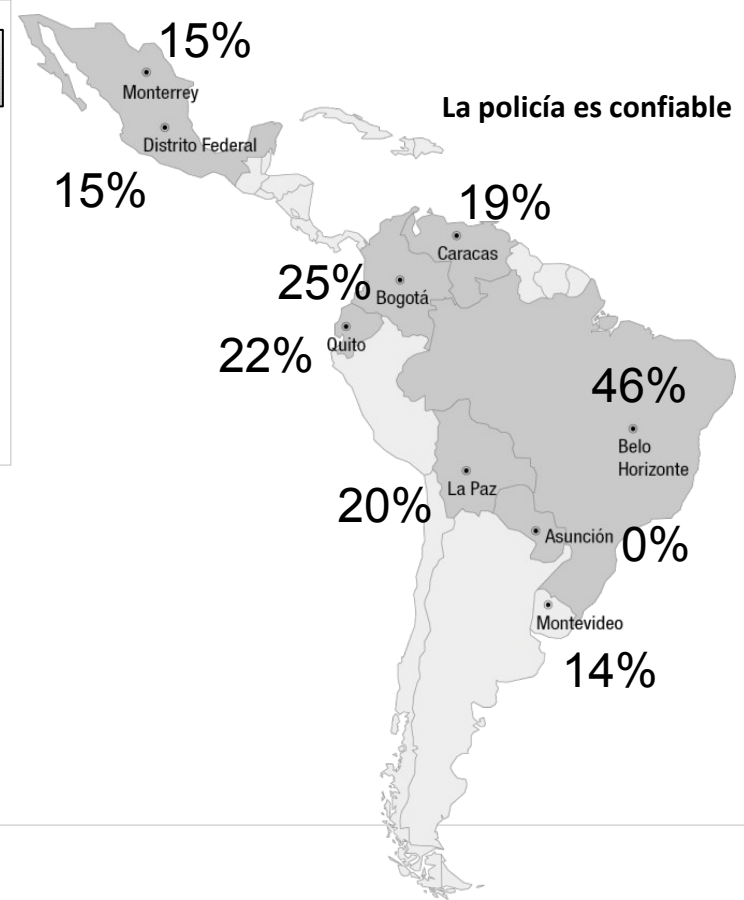 15%
Monterrey
La policía es confiable
Distrito Federal
15%
19%
Caracas
25%
Bogotá
Quito
22%
46%
Belo
Horizonte
La Paz
20%
Asunción
0%
Montevideo
14%